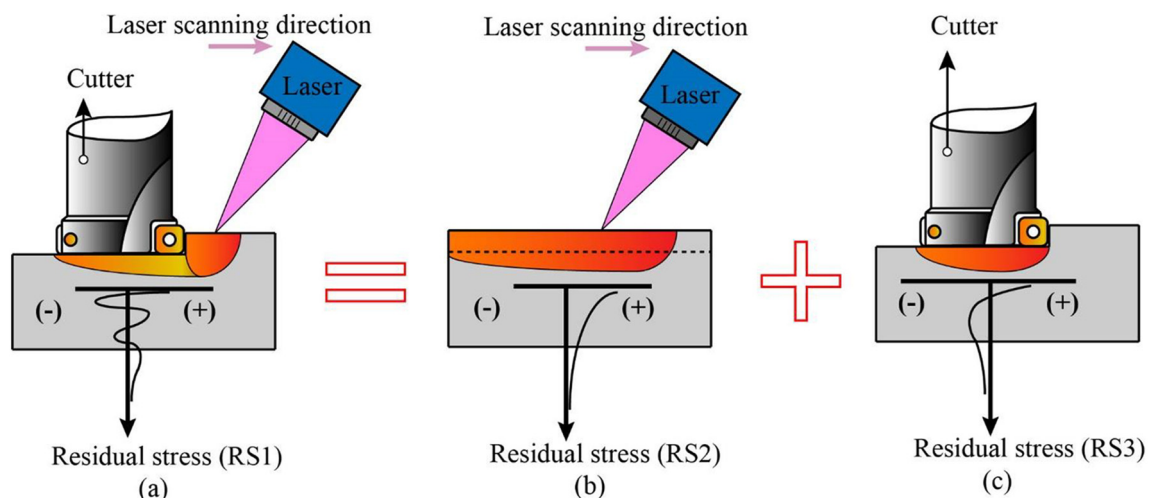 Laser scanning direction
Cutter
Laser
(-)
(+)
Residual stress (RS1)
(a)
Laser scanning direction
Laser
(-)
(+)
Residual stress (RS2)
(b)
Cutter
(-)
(+)
Residual stress (RS3)
(c)